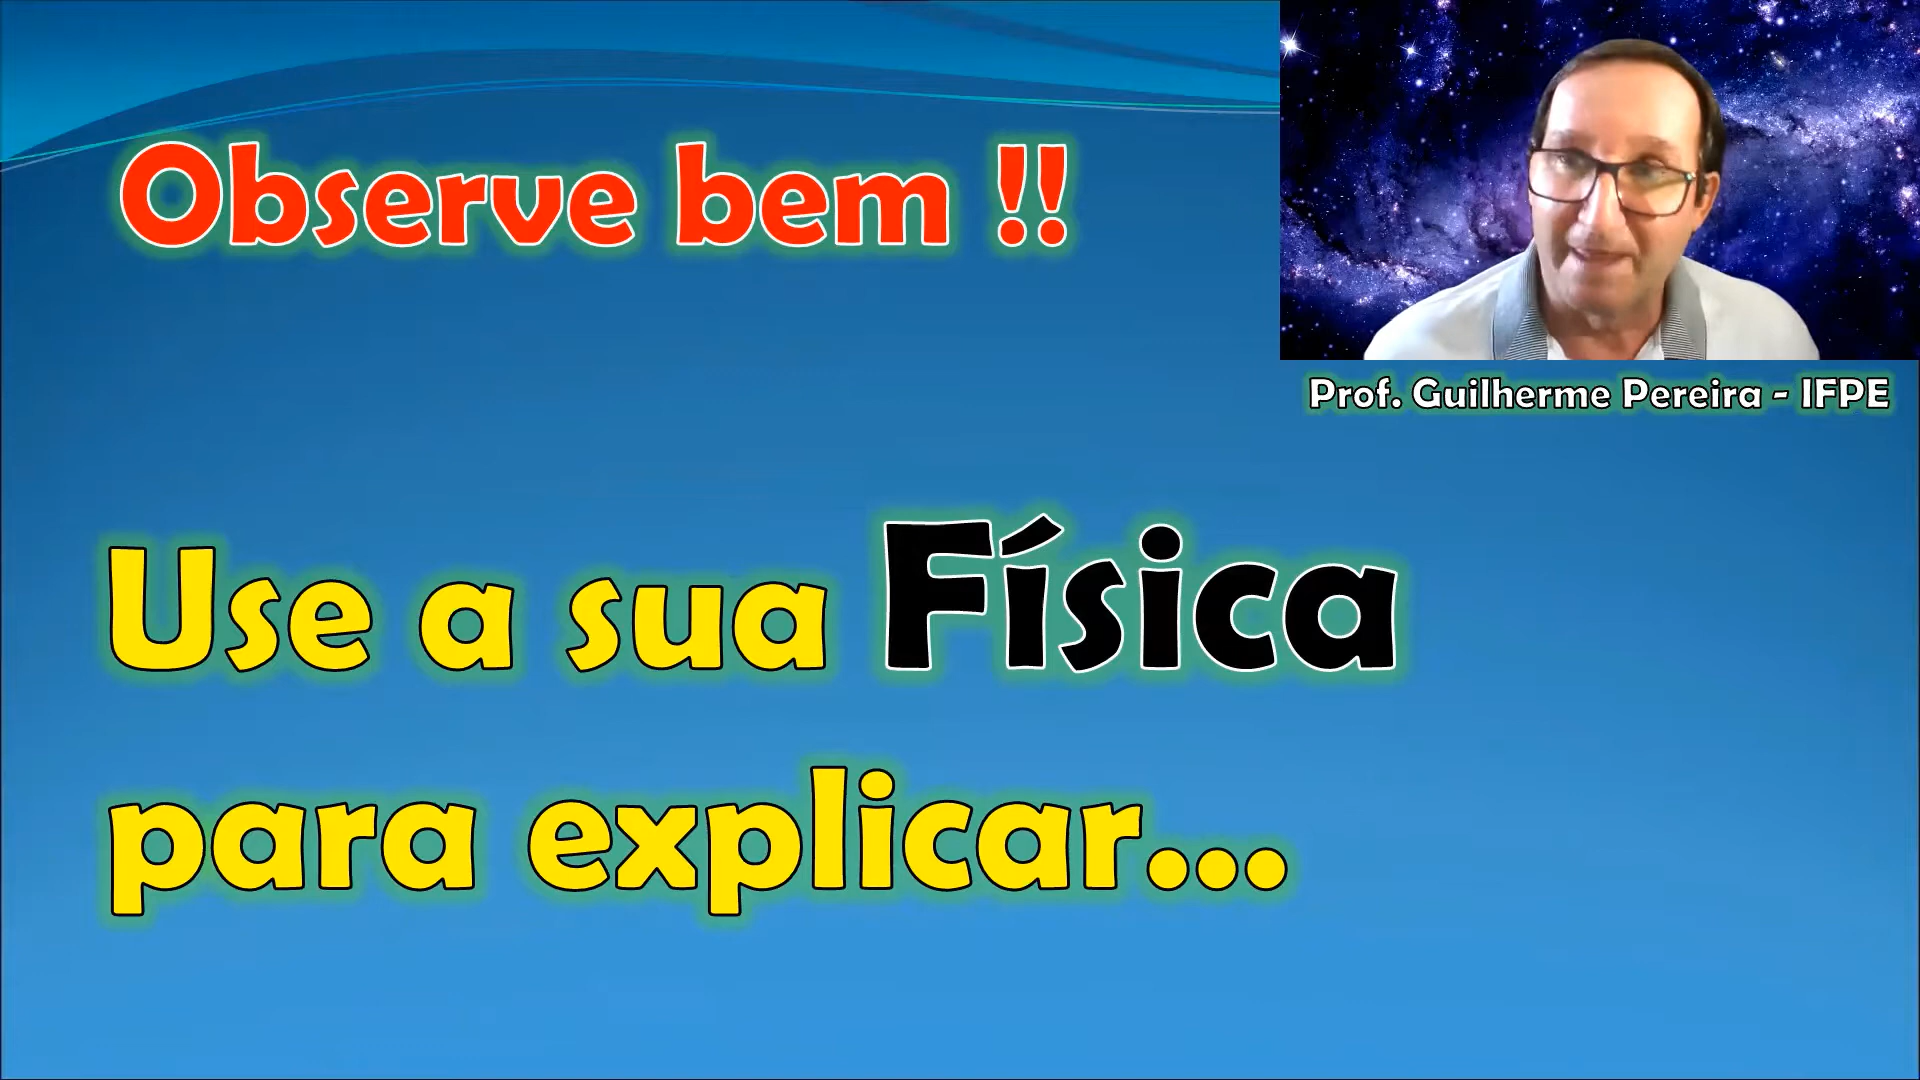 Observe bem !!
Prof. Guilherme Pereira - IFPE
Use a sua Física
para explicar...